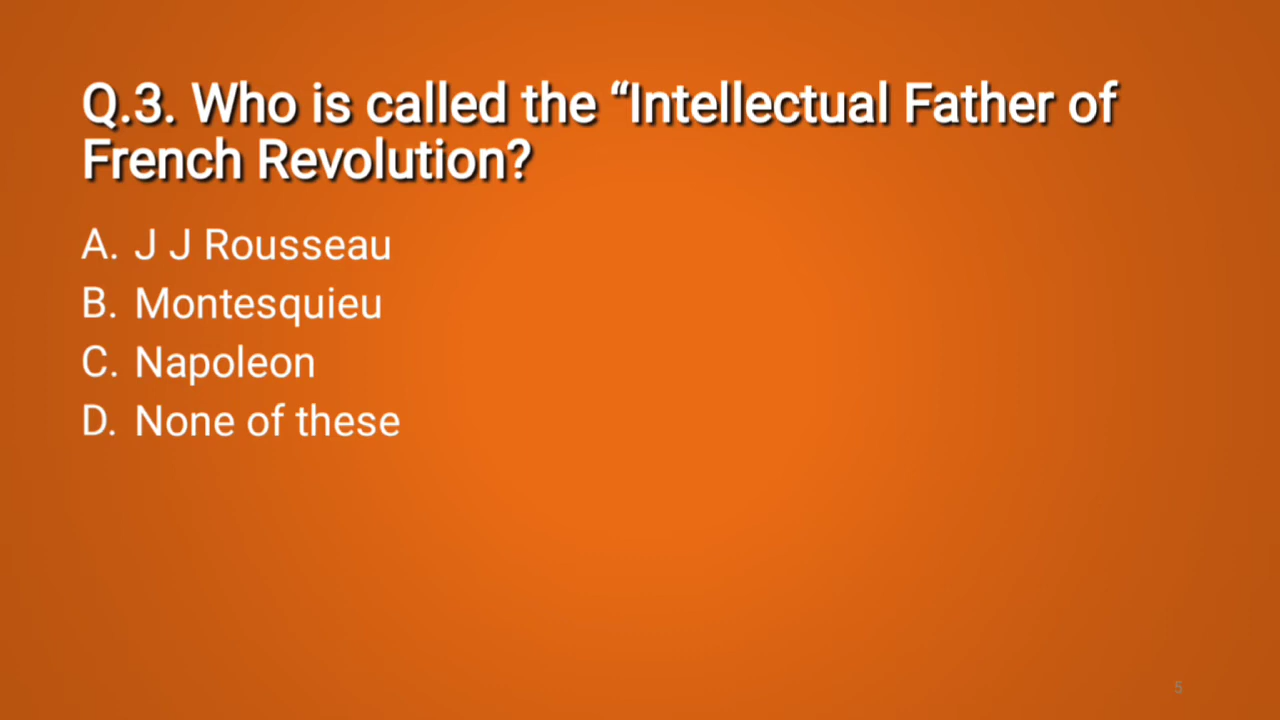 Q.3. Who is called the “Intellectual Father of
French Revolution?
A. J J Rousseau
B. Montesquieu
C. Napoleon
D. None of these
5